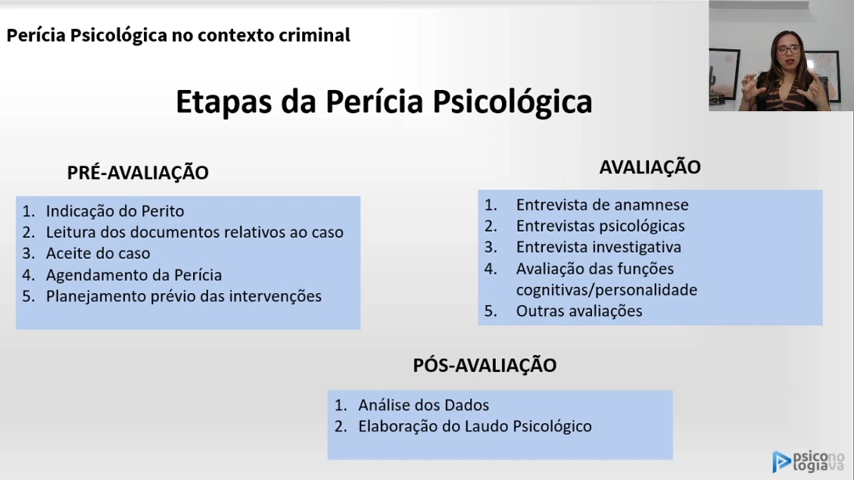 Perícia Psicológica no contexto criminal
Etapas da Perícia Psicológica
PRÉ-AVALIAÇÃO
1. Indicação do Perito
2. Leitura dos documentos relativos ao caso
3. Aceite do caso
4. Agendamento da Perícia
5. Planejamento prévio das intervenções
AVALIAÇÃO
1. Entrevista de anamnese
2. Entrevistas psicológicas
3. Entrevista investigativa
4. Avaliação das funções
cognitivas/personalidade
5. Outras avaliações
PÓS-AVALIAÇÃO
1. Análise dos Dados
2. Elaboração do Laudo Psicológico
psicono
logiava